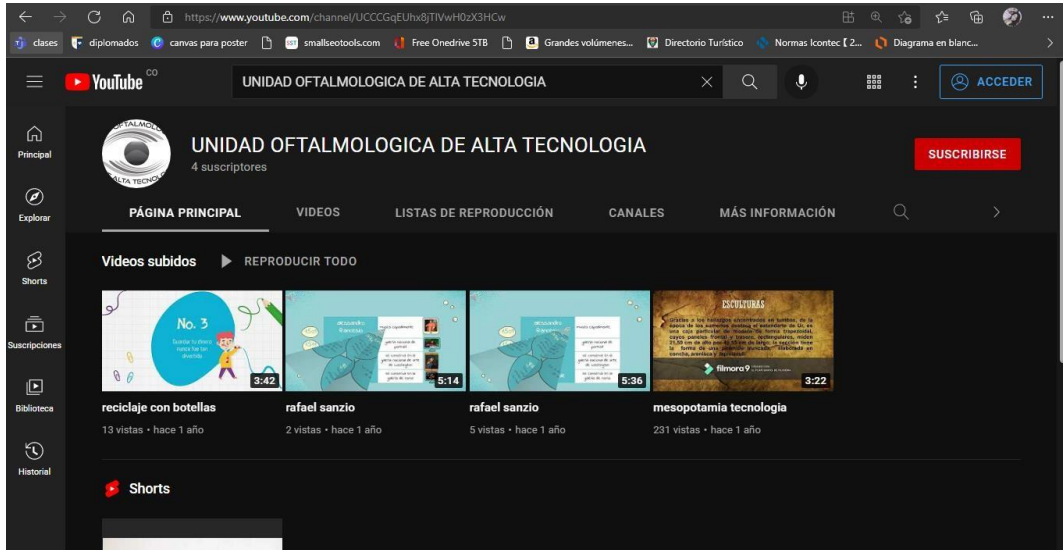 https://www.youtube.com/channel/UCCCGqEUhx8jTIVwH0zX3HCw
clases diplomados canvas para poster smallseotools.com Free Onedrive 5TB Grandes volúmenes... Directorio Turístico Normas Icontec [ 2... Diagrama en blanc...
YouTube CO
UNIDAD OFTALMOLOGICA DE ALTA TECNOLOGIA
ACCEDER
Principal
Explorar
Shorts
Suscripciones
Biblioteca
Historial
UNIDAD OFTALMOLOGICA DE ALTA TECNOLOGIA
4 suscriptores
SUSCRIBIRSE
PÁGINA PRINCIPAL VIDEOS LISTAS DE REPRODUCCIÓN CANALES MÁS INFORMACIÓN
Videos subidos REPRODUCIR TODO
No. 3
3:42
5:14
5:36
ESCULTURAS
filmora9
3:22
reciclaje con botellas
13 vistas • hace 1 año
rafael sanzio
2 vistas • hace 1 año
rafael sanzio
5 vistas • hace 1 año
mesopotamia tecnologia
231 vistas • hace 1 año
Shorts